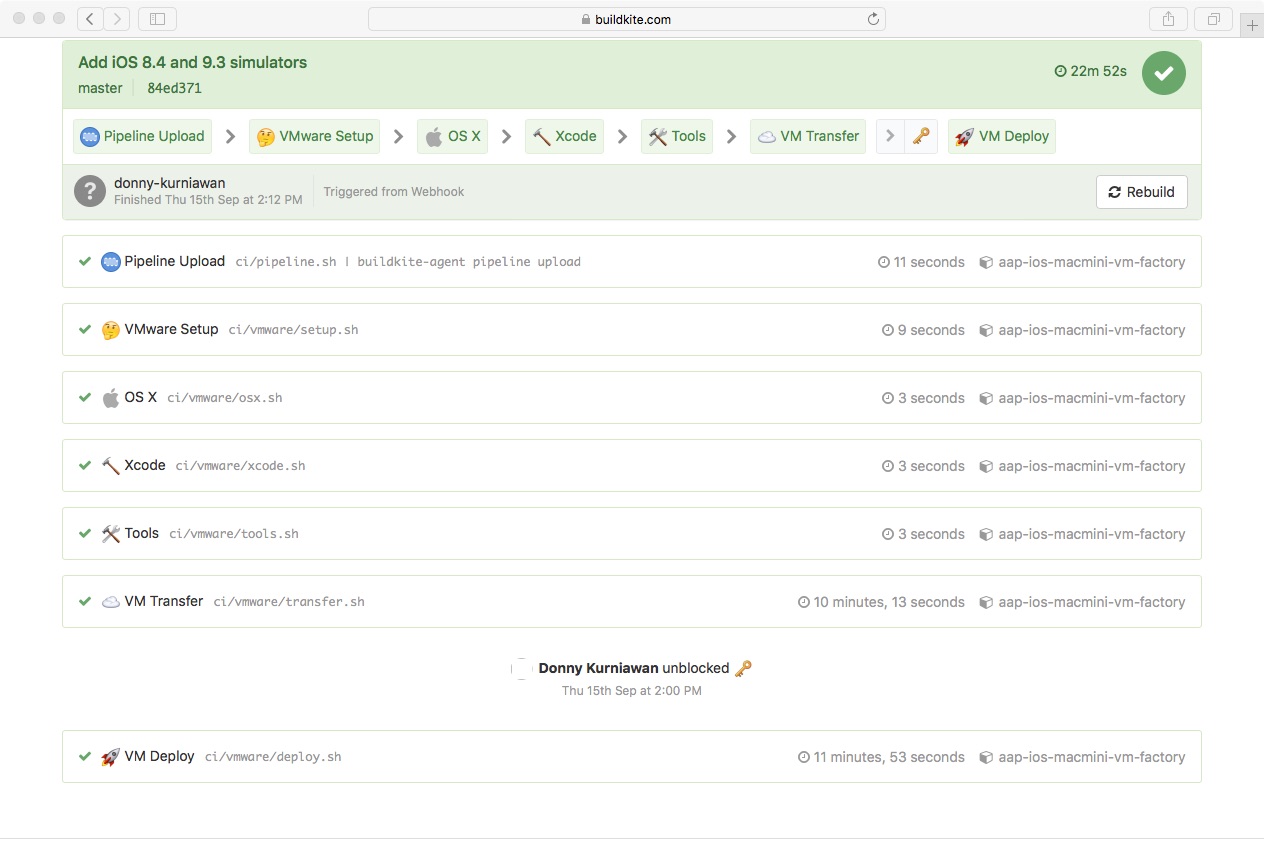 buildkite.com
Add iOS 8.4 and 9.3 simulators
22m 52s
master 84ed371
Pipeline Upload VMware Setup OS X Xcode Tools VM Transfer VM Deploy
donny-kurniawan
Finished Thu 15th Sep at 2:12 PM
Triggered from Webhook
Rebuild
Pipeline Upload ci/pipeline.sh | buildkite-agent pipeline upload 11 seconds aap-ios-macmini-vm-factory
VMware Setup ci/vmware/setup.sh 9 seconds aap-ios-macmini-vm-factory
OS X ci/vmware/osx.sh 3 seconds aap-ios-macmini-vm-factory
Xcode ci/vmware/xcode.sh 3 seconds aap-ios-macmini-vm-factory
Tools ci/vmware/tools.sh 3 seconds aap-ios-macmini-vm-factory
VM Transfer ci/vmware/transfer.sh 10 minutes, 13 seconds aap-ios-macmini-vm-factory
Donny Kurniawan unblocked
Thu 15th Sep at 2:00 PM
VM Deploy ci/vmware/deploy.sh 11 minutes, 53 seconds aap-ios-macmini-vm-factory